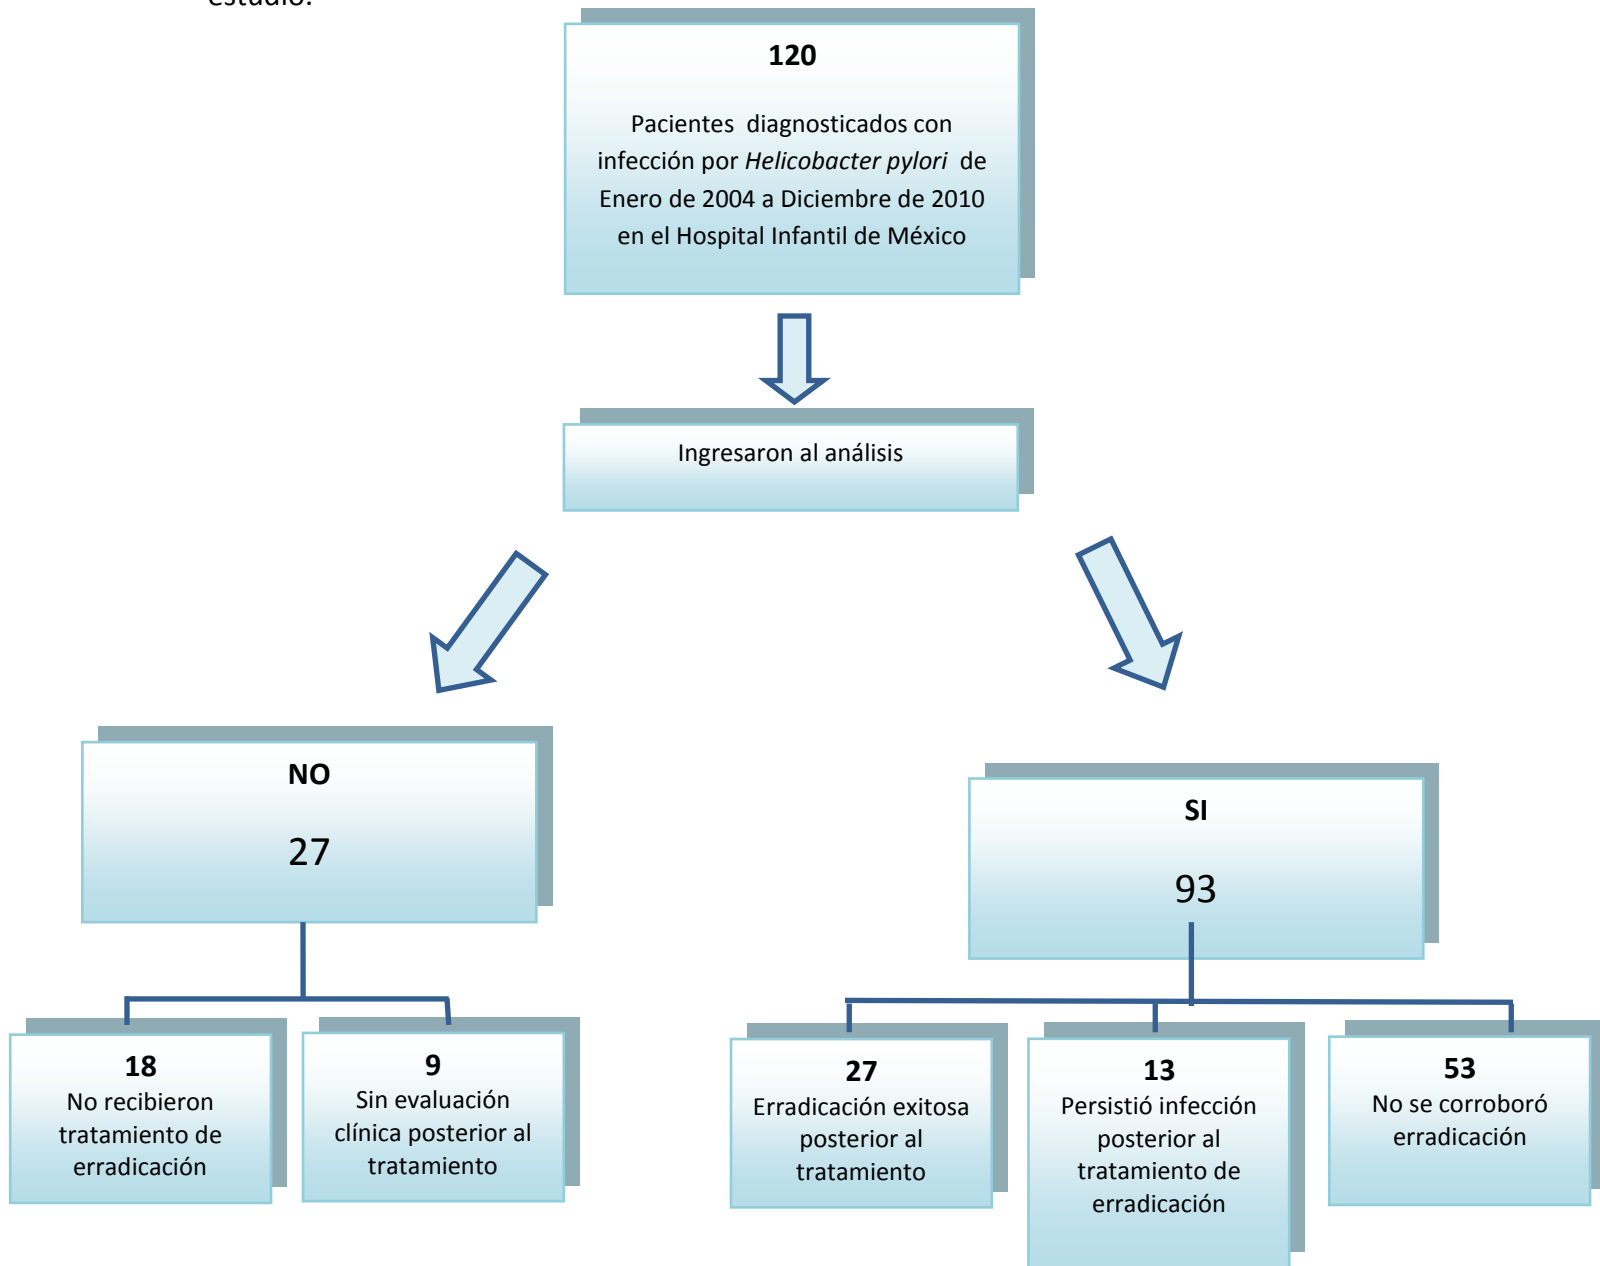 estudio.
120
Pacientes diagnosticados con
infección por Helicobacter pylori de
Enero de 2004 a Diciembre de 2010
en el Hospital Infantil de México
Ingresaron al análisis
NO
27
SI
93
18
No recibieron
tratamiento de
erradicación
9
Sin evaluación
clínica posterior al
tratamiento
27
Erradicación exitosa
posterior al
tratamiento
13
Persistió infección
posterior al
tratamiento de
erradicación
53
No se corroboró
erradicación